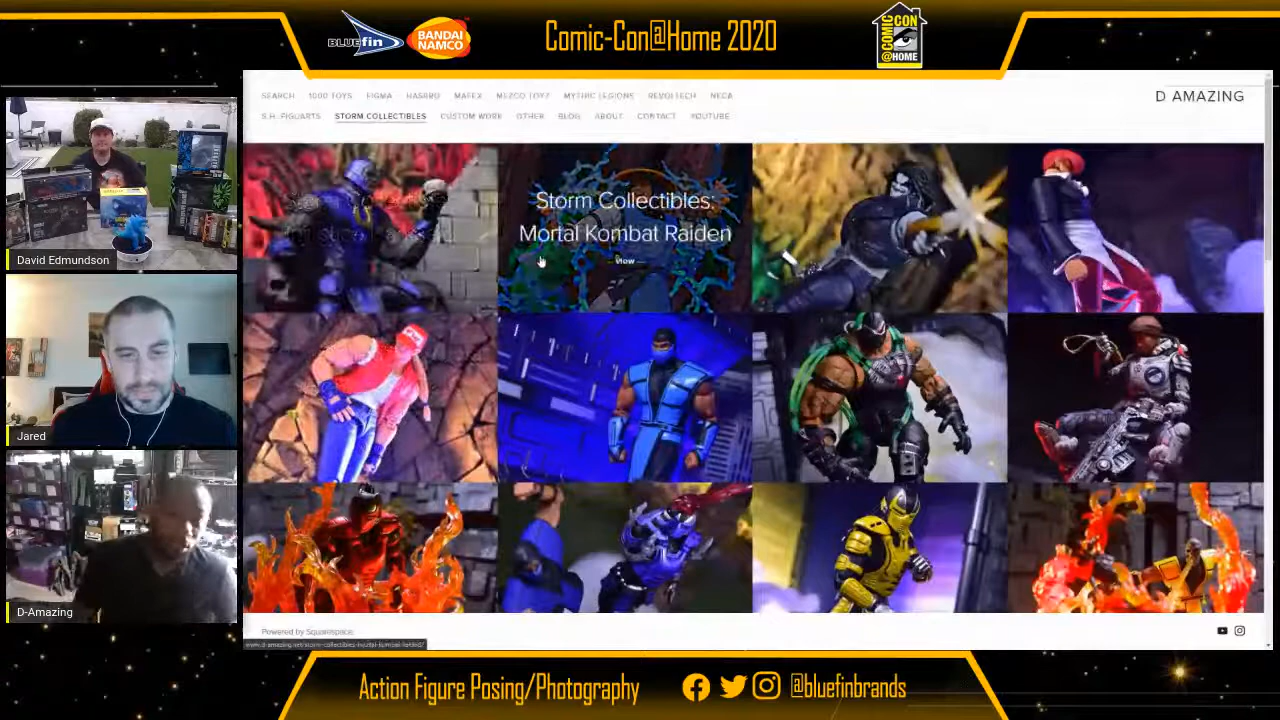 BLUEfin
BANDAI
NAMCO
Comic-Con@Home 2020
COMIC
CON
@
HOME
SEARCH 1000 TOYS FIGMA HASBRO MAFEX MEZCO TOYZ MYTHIC LEGIONS REVOLTECH NECA
S.H. FIGUARTS STORM COLLECTIBLES CUSTOM WORK OTHER BLOG ABOUT CONTACT YOUTUBE
D AMAZING
Storm Collectibles:
Mortal Kombat Raiden
View
David Edmundson
Jared
D-Amazing
Powered by Squarespace
Action Figure Posing/Photography
@bluefinbrands